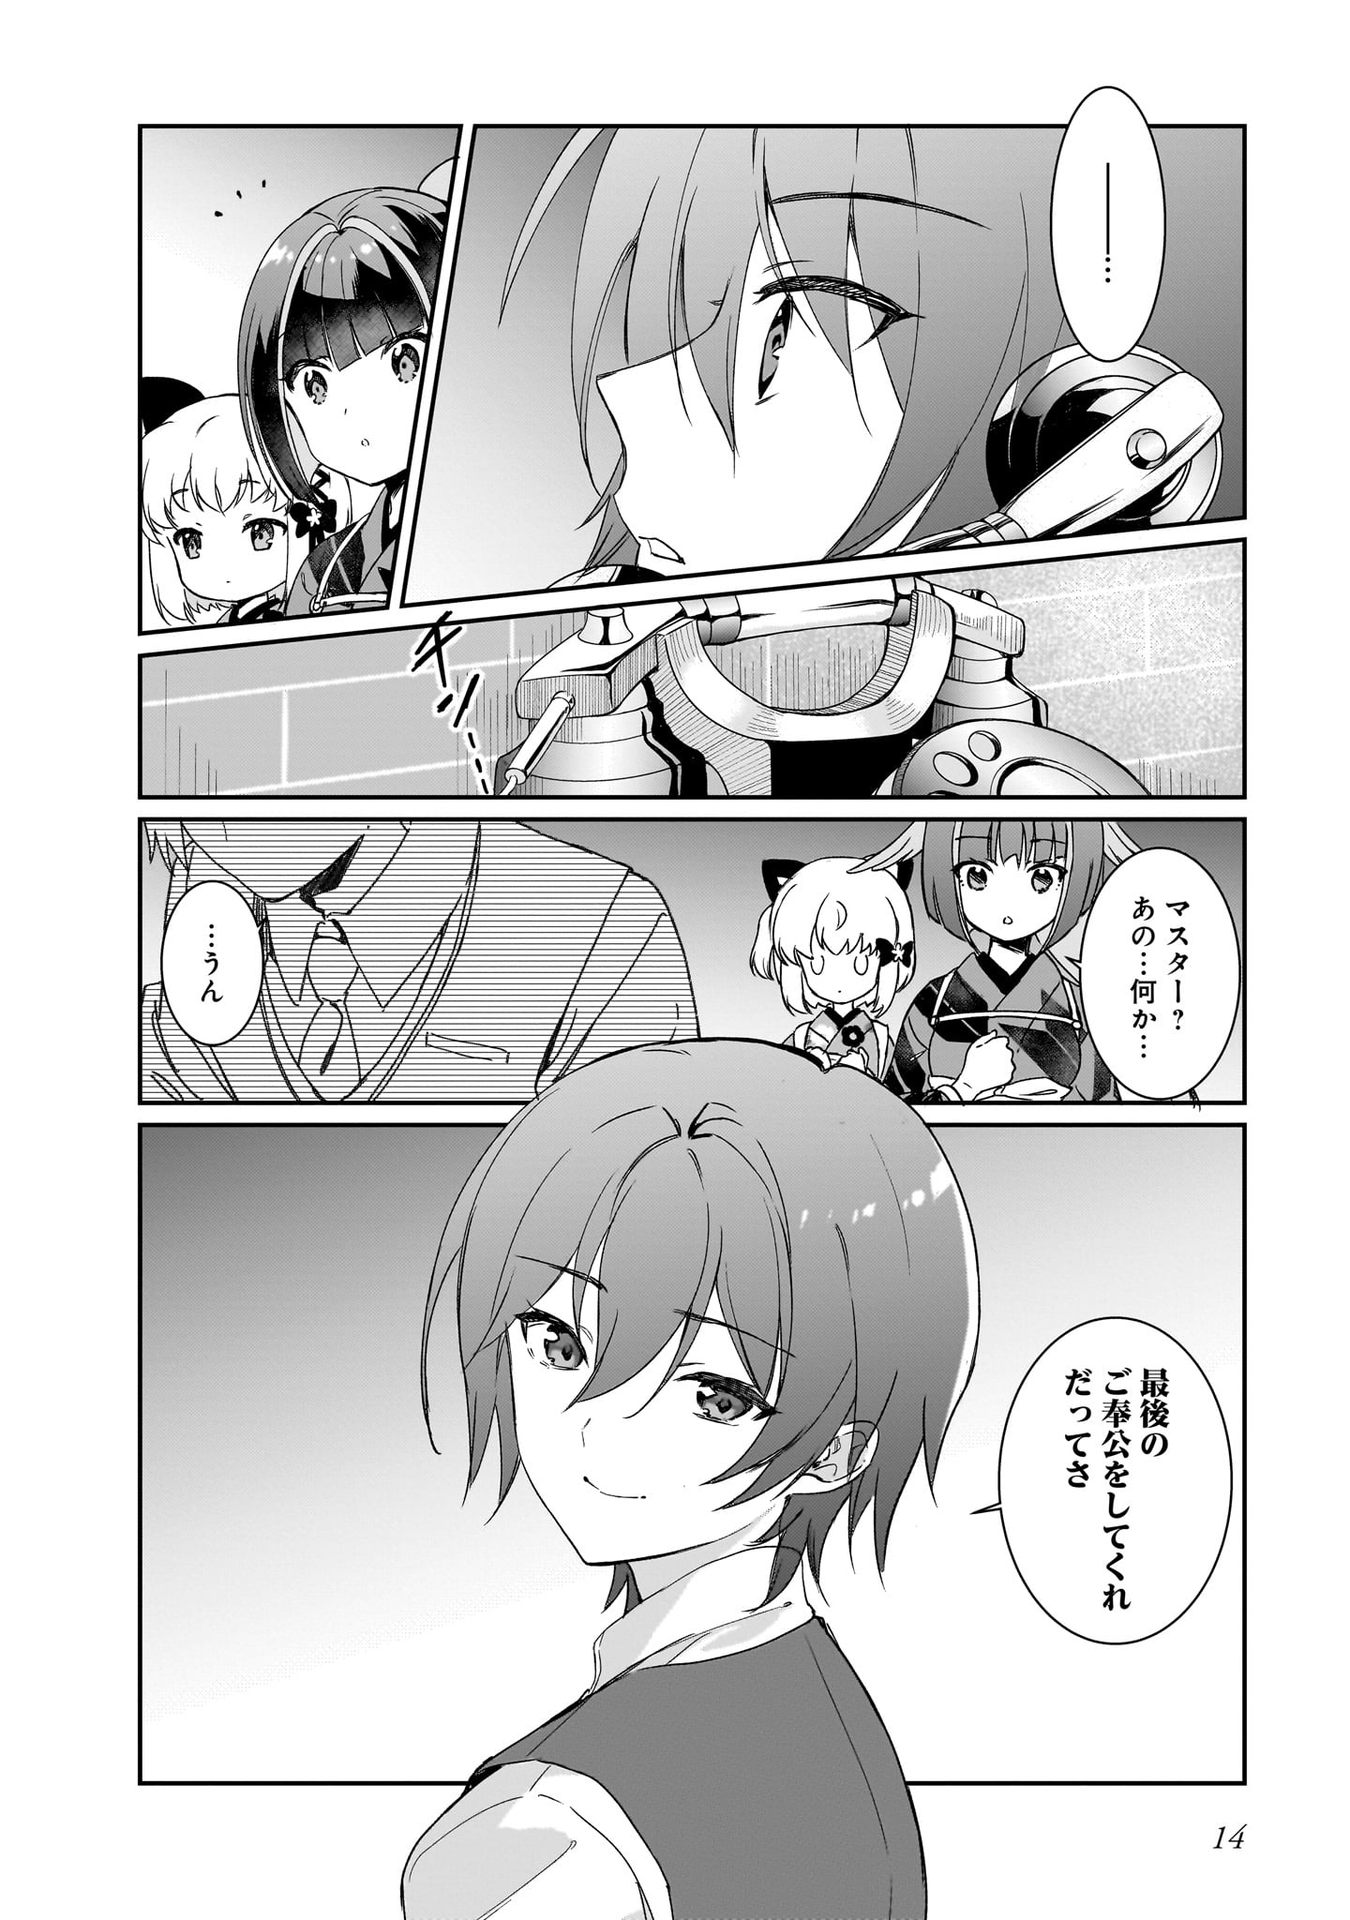 ――…
ギッ…
マスター？
あの…何か…
…うん
最後の
ご奉公をしてくれ
だってさ
14